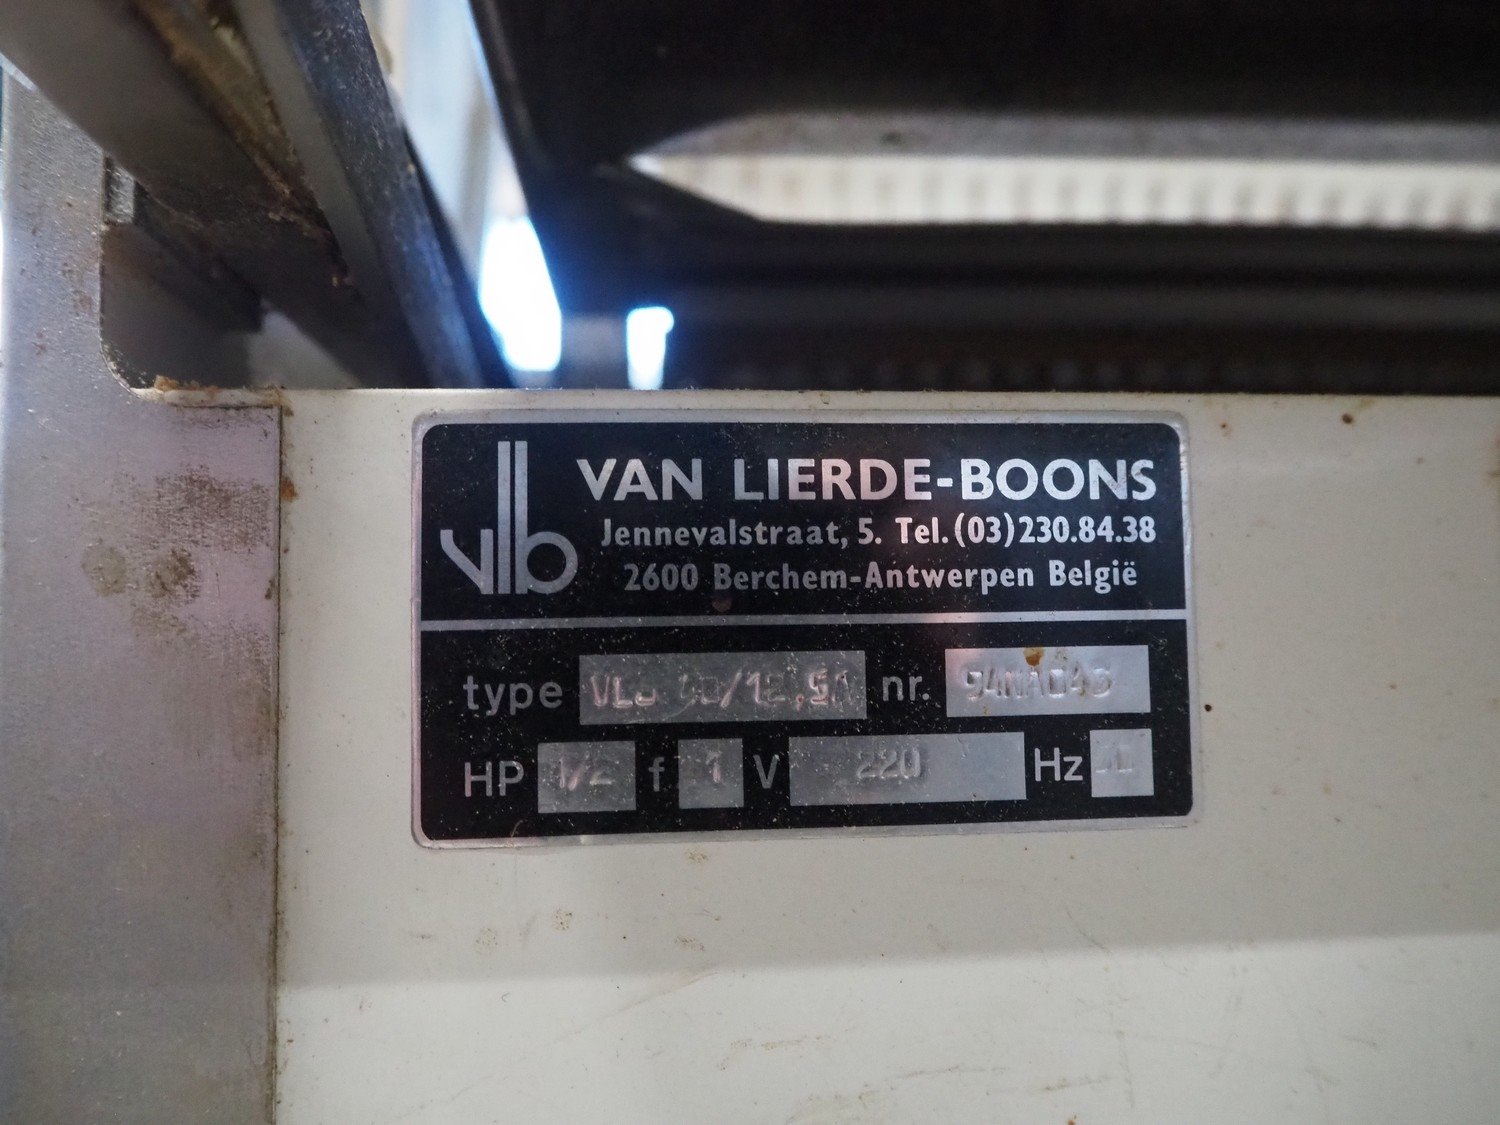 vlb
VAN LIERDE-BOONS
Jennevalstraat, 5. Tel. (03) 230.84.38
2600 Berchem-Antwerpen België
type nr.
HP 1/2 f 1 V 220 Hz